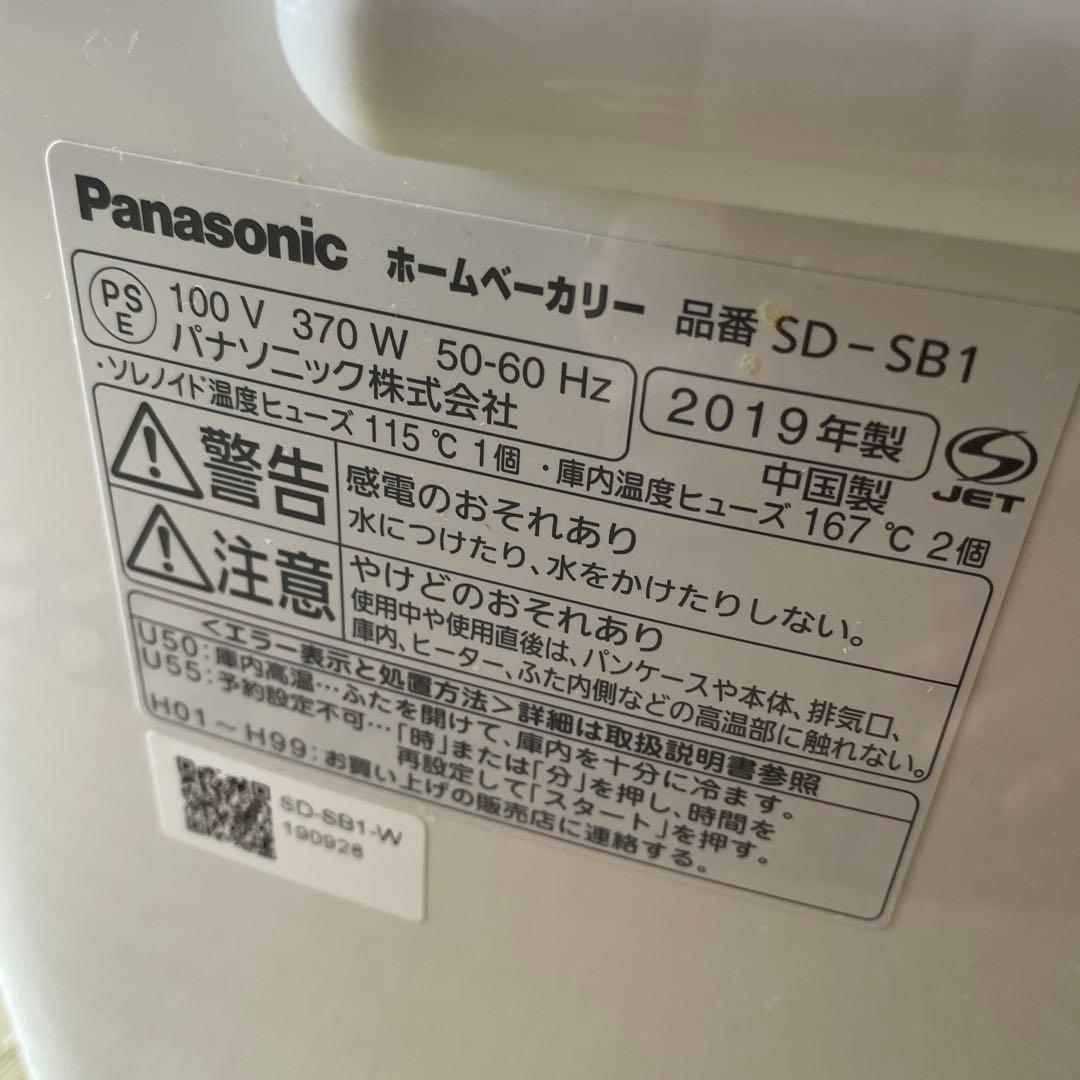 Panasonic ホームベーカリー 品番 SD-SB1
PS E 100 V 370 W 50-60 Hz
パナソニック株式会社
2019年製
中国製
JET
・ソレノイド温度ヒューズ 115 ℃ 1個 ・庫内温度ヒューズ 167 ℃ 2個
警告
感電のおそれあり
水につけたり、水をかけたりしない。
注意
やけどのおそれあり
使用中や使用直後は、パンケースや本体、排気口、
庫内、ヒーター、ふた内側などの高温部に触れない。
<エラー表示と処置方法>詳細は取扱説明書参照
U50:庫内高温…ふたを開けて、庫内を十分に冷ます。
U55:予約設定不可…「時」または「分」を押し、時間を
再設定して「スタート」を押す。
H01～H99:お買い上げの販売店に連絡する。
SD-SB1-W
190928